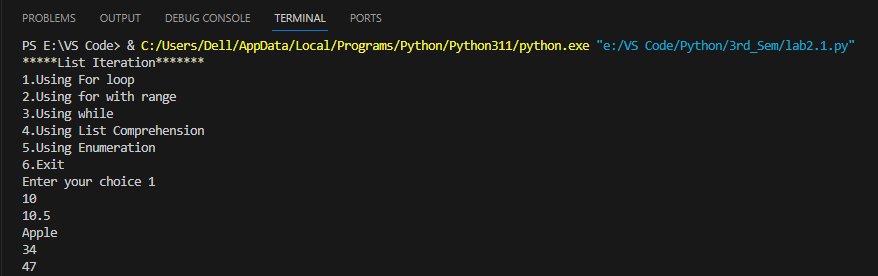 PROBLEMS OUTPUT DEBUG CONSOLE TERMINAL PORTS
PS E:\VS Code> & C:/Users/Dell/AppData/Local/Programs/Python/Python311/python.exe "e:/VS Code/Python/3rd_Sem/lab2.1.py"
*****List Iteration*******
1.Using For loop
2.Using for with range
3.Using while
4.Using List Comprehension
5.Using Enumeration
6.Exit
Enter your choice 1
10
10.5
Apple
34
47